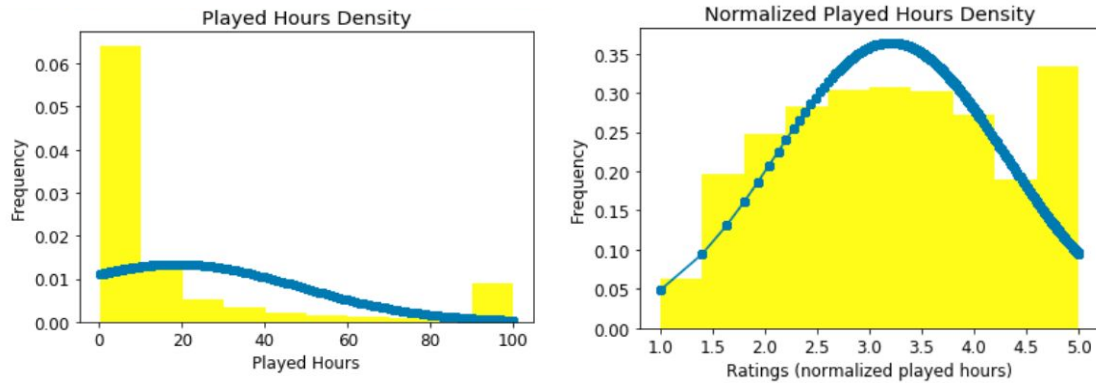 Played Hours Density
0.06
0.05
0.04
0.03
0.02
0.01
0.00
Frequency
0 20 40 60 80 100
Played Hours
Normalized Played Hours Density
0.35
0.30
0.25
0.20
0.15
0.10
0.05
0.00
Frequency
1.0 1.5 2.0 2.5 3.0 3.5 4.0 4.5 5.0
Ratings (normalized played hours)